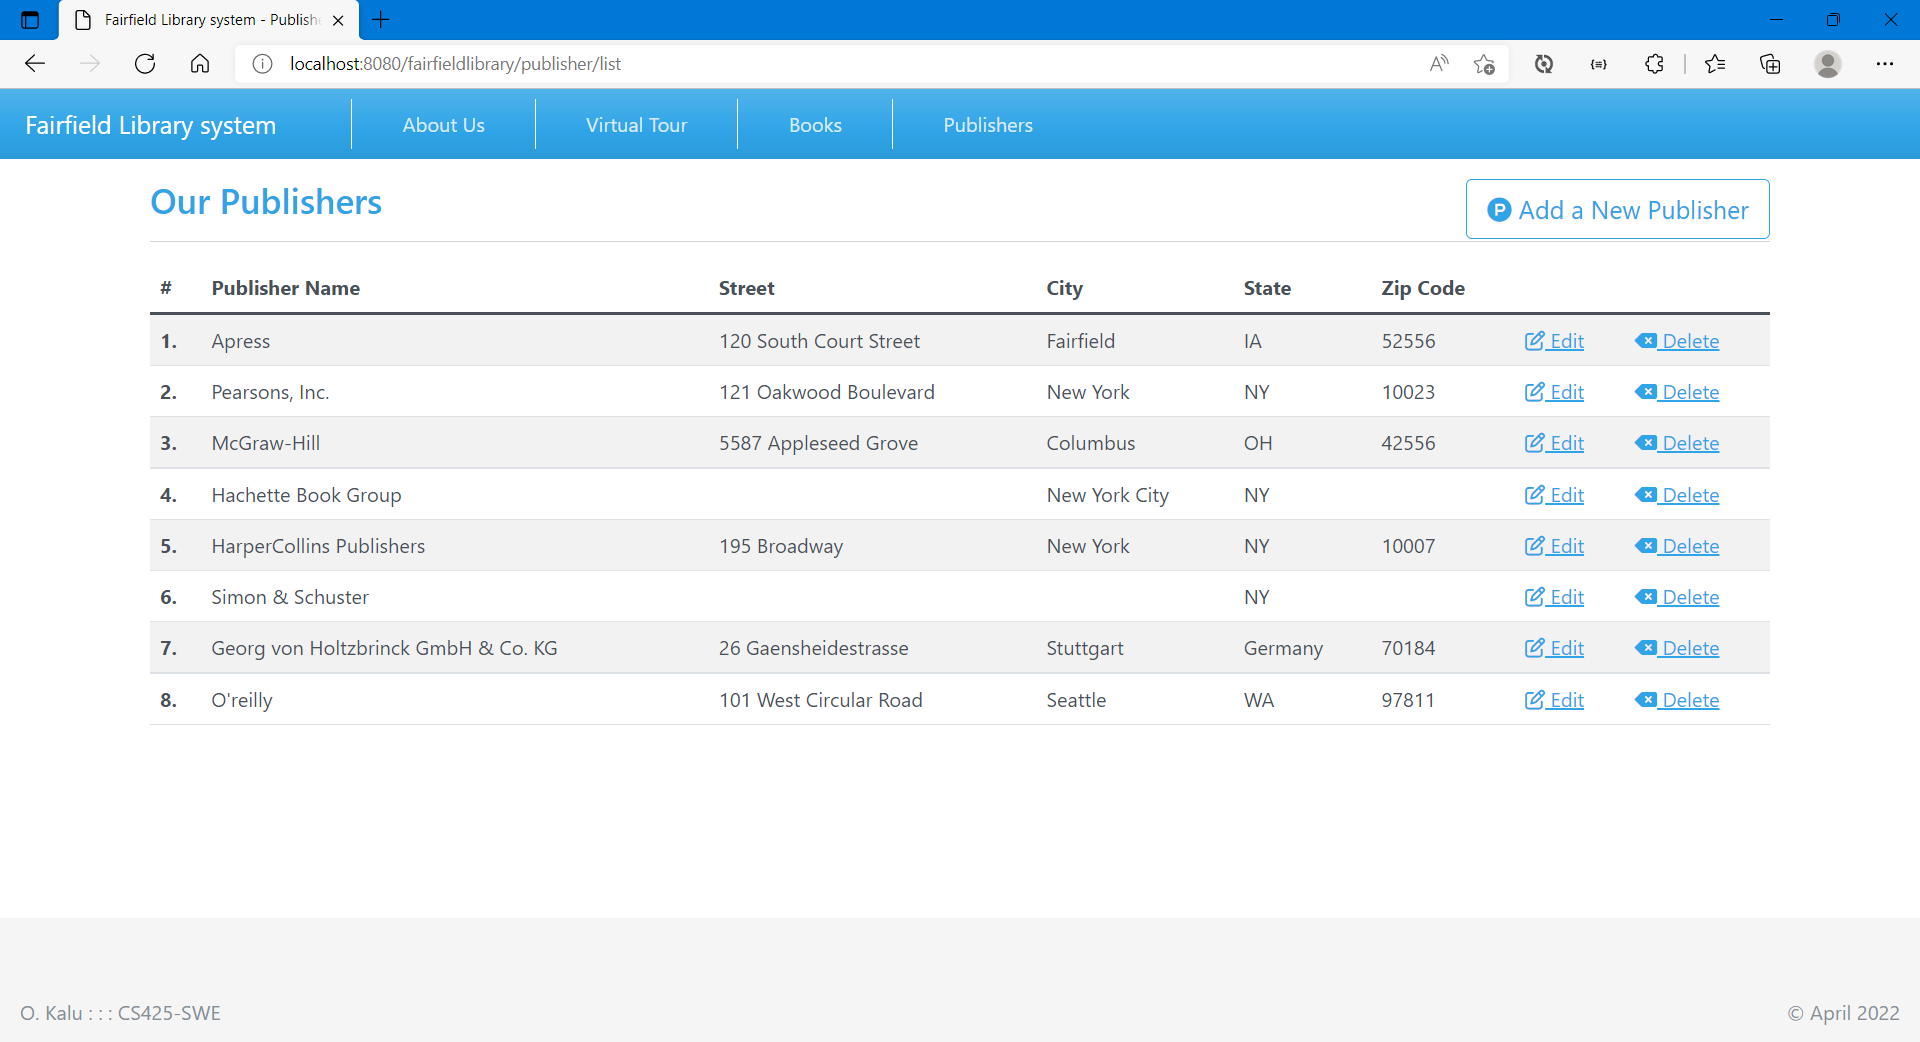 Fairfield Library system - Publish
localhost:8080/fairfieldlibrary/publisher/list
Fairfield Library system About Us Virtual Tour Books Publishers
Our Publishers
P Add a New Publisher
# Publisher Name Street City State Zip Code
1. Apress 120 South Court Street Fairfield IA 52556 Edit Delete
2. Pearsons, Inc. 121 Oakwood Boulevard New York NY 10023 Edit Delete
3. McGraw-Hill 5587 Appleseed Grove Columbus OH 42556 Edit Delete
4. Hachette Book Group New York City NY Edit Delete
5. HarperCollins Publishers 195 Broadway New York NY 10007 Edit Delete
6. Simon & Schuster NY Edit Delete
7. Georg von Holtzbrinck GmbH & Co. KG 26 Gaensheidestrasse Stuttgart Germany 70184 Edit Delete
8. O'reilly 101 West Circular Road Seattle WA 97811 Edit Delete
O. Kalu : : : CS425-SWE
© April 2022